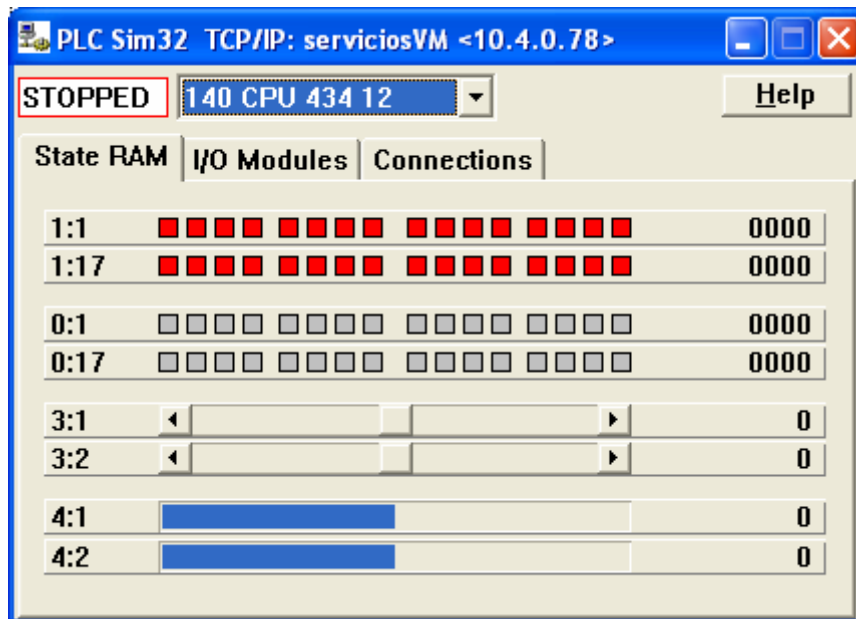 PLC Sim32 TCP/IP: serviciosVM <10.4.0.78>
STOPPED 140 CPU 434 12 Help
State RAM I/O Modules Connections
1:1 0000
1:17 0000
0:1 0000
0:17 0000
3:1 0
3:2 0
4:1 0
4:2 0